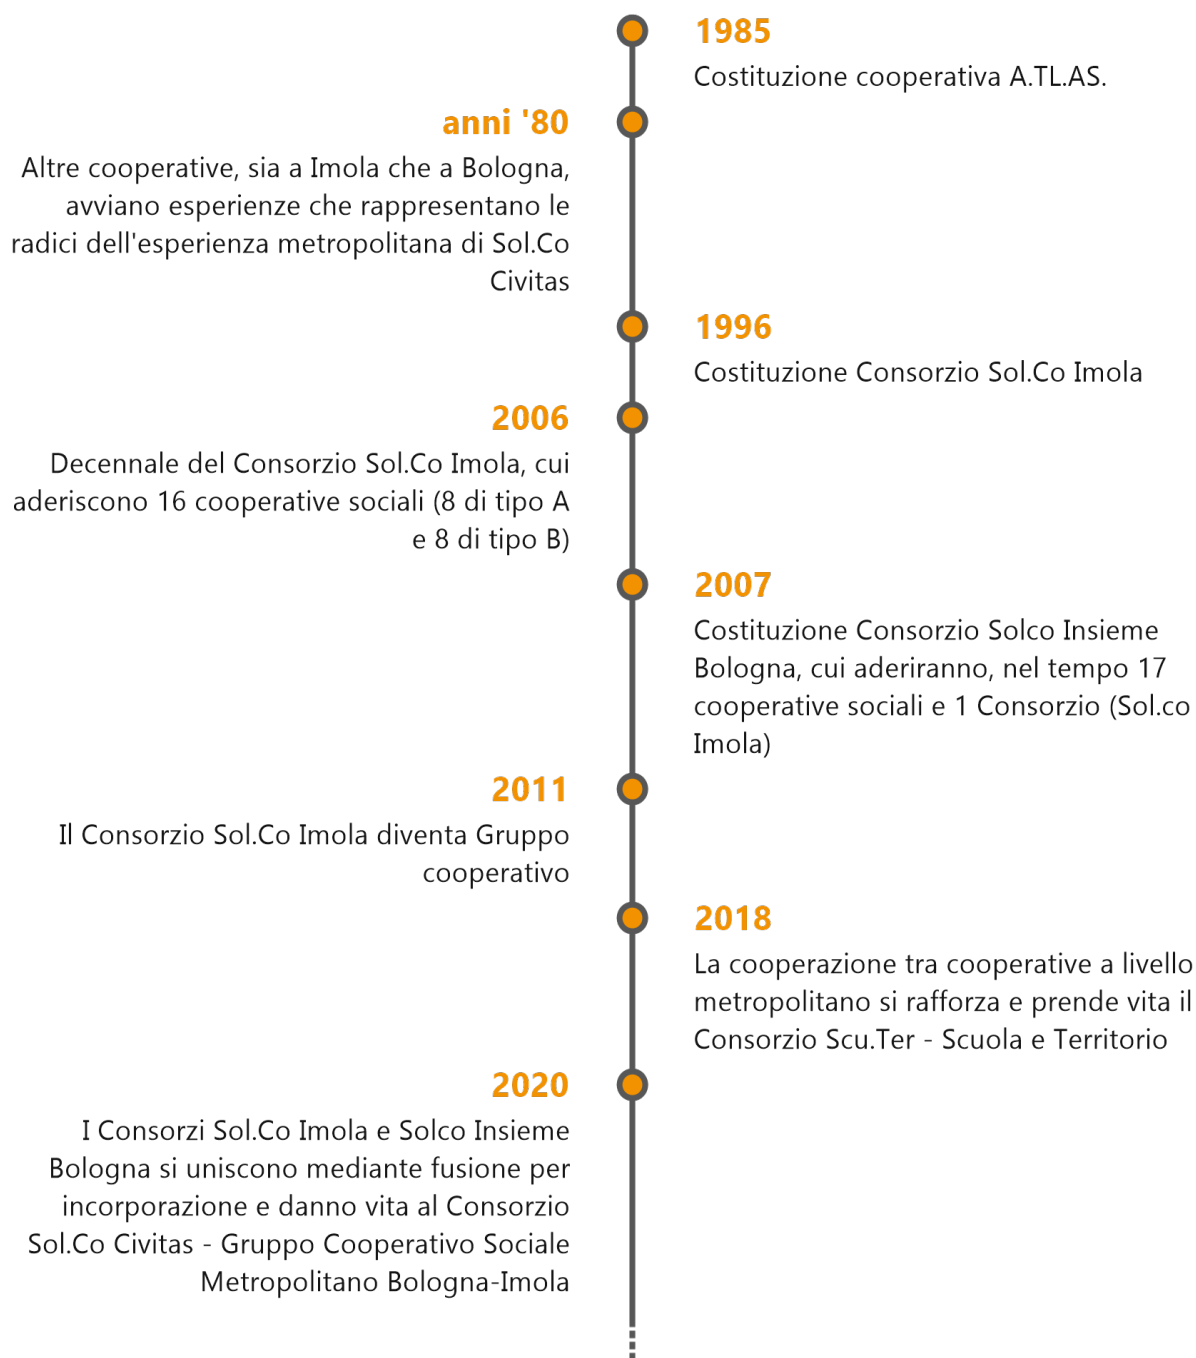 1985
Costituzione cooperativa A.TL.AS.
anni '80
Altre cooperative, sia a Imola che a Bologna,
avviano esperienze che rappresentano le
radici dell'esperienza metropolitana di Sol.Co
Civitas
1996
Costituzione Consorzio Sol.Co Imola
2006
Decennale del Consorzio Sol.Co Imola, cui
aderiscono 16 cooperative sociali (8 di tipo A
e 8 di tipo B)
2007
Costituzione Consorzio Solco Insieme
Bologna, cui aderiranno, nel tempo 17
cooperative sociali e 1 Consorzio (Sol.co
Imola)
2011
Il Consorzio Sol.Co Imola diventa Gruppo
cooperativo
2018
La cooperazione tra cooperative a livello
metropolitano si rafforza e prende vita il
Consorzio Scu.Ter - Scuola e Territorio
2020
I Consorzi Sol.Co Imola e Solco Insieme
Bologna si uniscono mediante fusione per
incorporazione e danno vita al Consorzio
Sol.Co Civitas - Gruppo Cooperativo Sociale
Metropolitano Bologna-Imola